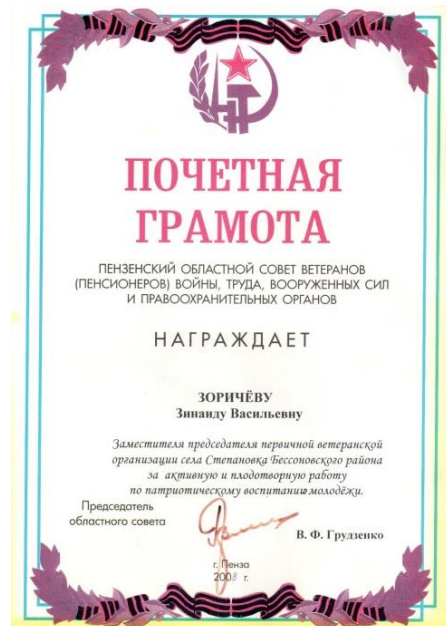 ПОЧЕТНАЯ
ГРАМОТА
ПЕНЗЕНСКИЙ ОБЛАСТНОЙ СОВЕТ ВЕТЕРАНОВ
(ПЕНСИОНЕРОВ) ВОЙНЫ, ТРУДА, ВООРУЖЕННЫХ СИЛ
И ПРАВООХРАНИТЕЛЬНЫХ ОРГАНОВ
НАГРАЖДАЕТ
ЗОРИЧЁВУ
Зинаиду Васильевну
Заместителя председателя первичной ветеранской
организации села Степановка Бессоновского района
за активную и плодотворную работу
по патриотическому воспитанию молодёжи.
Председатель
областного совета
В. Ф. Грудзенко
г. Пенза
2008 г.